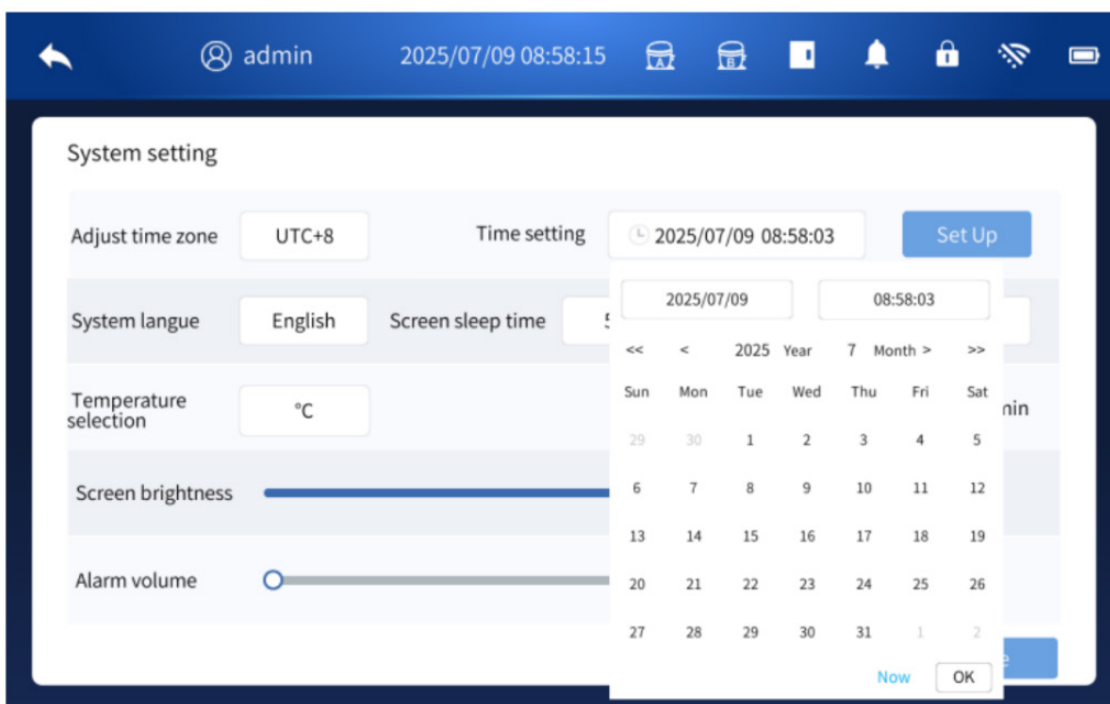 admin 2025/07/09 08:58:15 A B
System setting
Adjust time zone UTC+8 Time setting 2025/07/09 08:58:03 Set Up
2025/07/09 08:58:03
System langue English Screen sleep time
<< < 2025 Year 7 Month > >>
Sun Mon Tue Wed Thu Fri Sat
Temperature
selection °C
29 30 1 2 3 4 5
6 7 8 9 10 11 12
Screen brightness
13 14 15 16 17 18 19
Alarm volume
20 21 22 23 24 25 26
27 28 29 30 31 1 2
Now OK